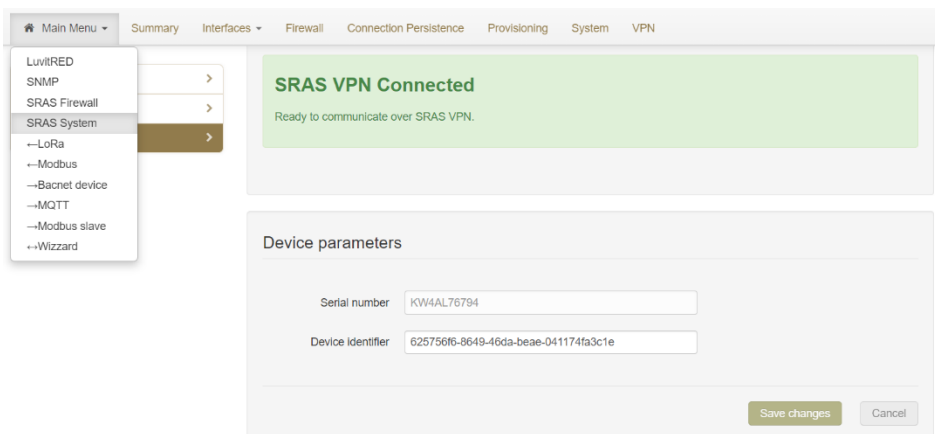 Main Menu Summary Interfaces Firewall Connection Persistence Provisioning System VPN
LuvitRED
SNMP
SRAS Firewall
SRAS System
←LoRa
←Modbus
→Bacnet device
→MQTT
→Modbus slave
↔Wizzard
SRAS VPN Connected
Ready to communicate over SRAS VPN.
Device parameters
Serial number KW4AL76794
Device identifier 625756f6-8649-46da-beae-041174fa3c1e
Save changes Cancel